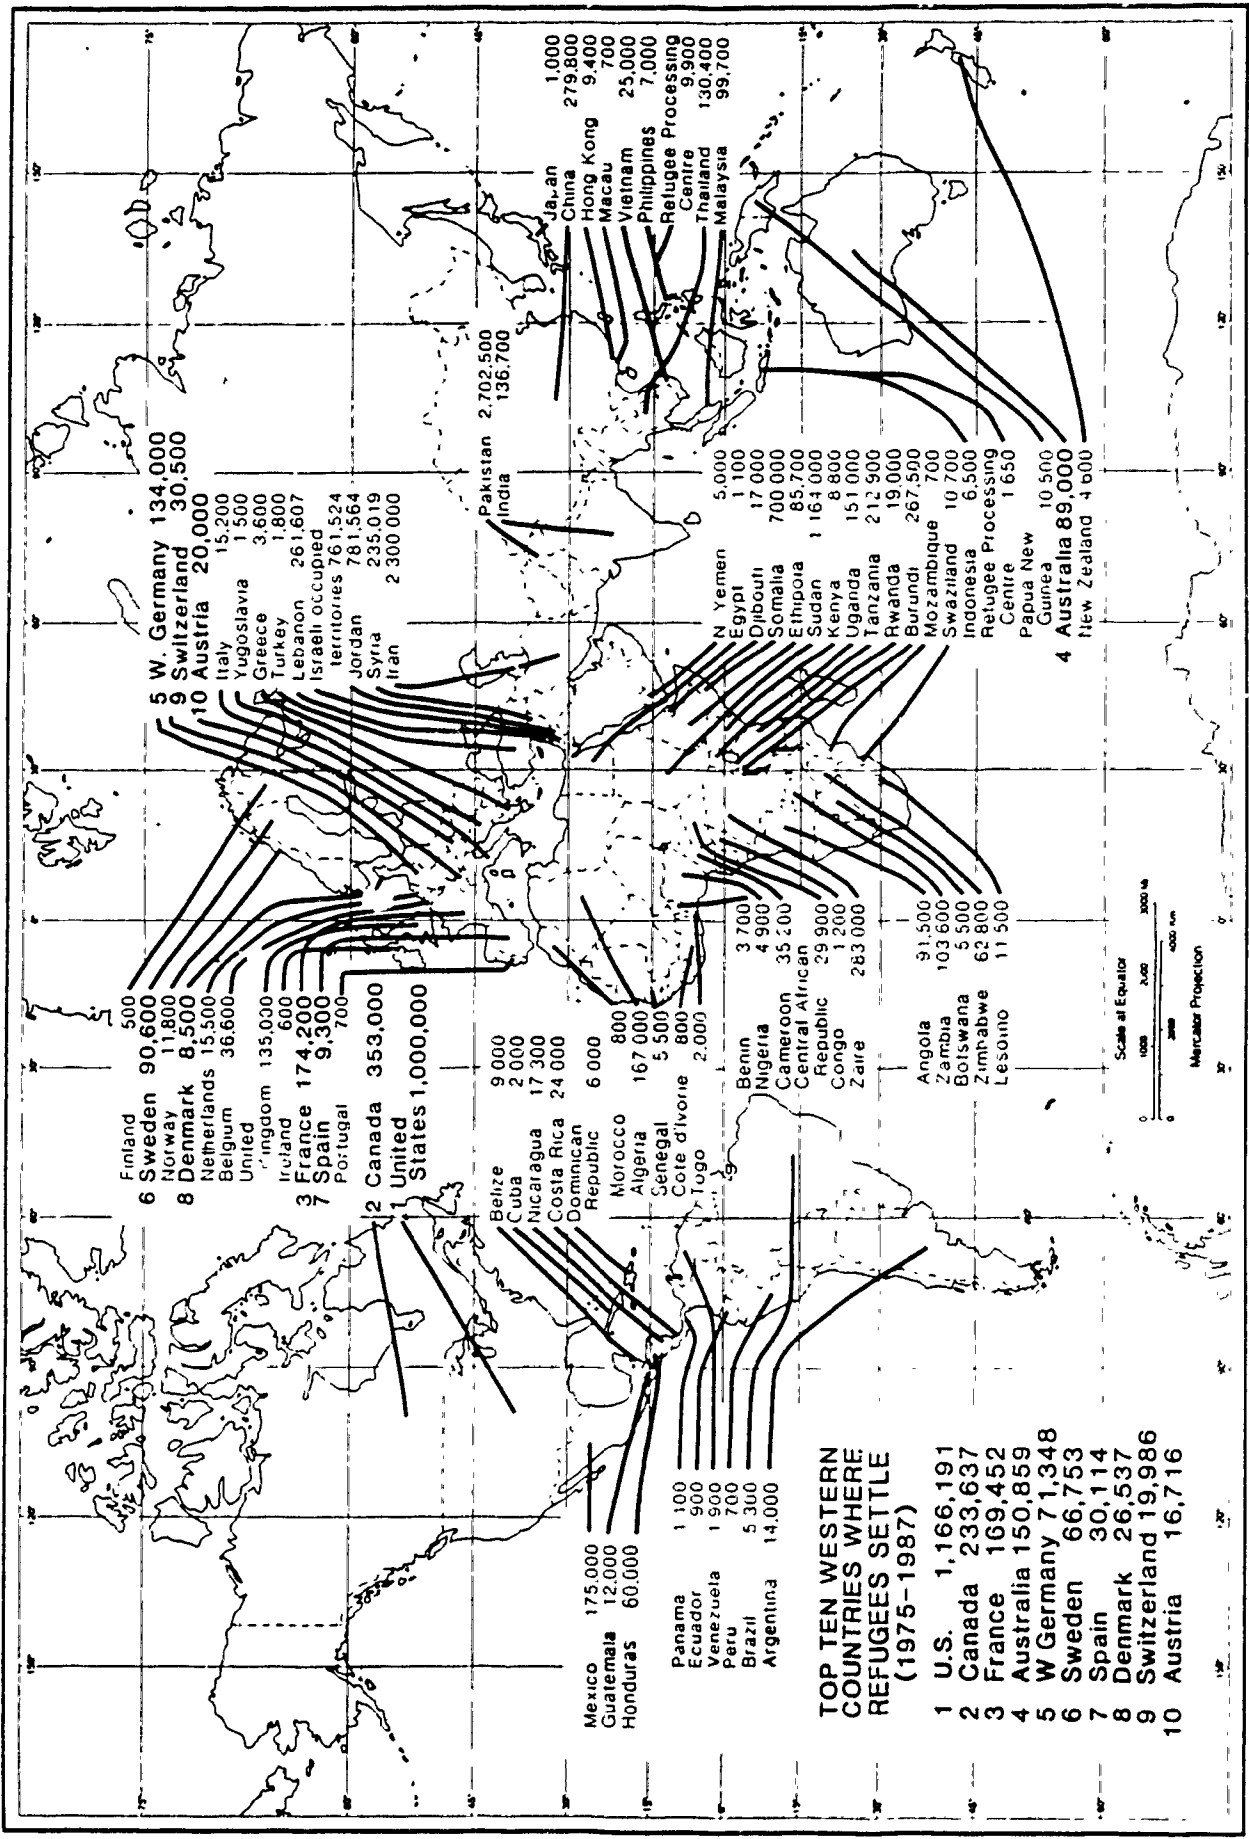 Finland 500
6 Sweden 90,600
Norway 11,800
8 Denmark 8,500
Netherlands 15,500
Belgium 36,600
United
Kingdom 135,000
Ireland 600
3 France 174,200
7 Spain 9,300
Portugal 700
2 Canada 353,000
1 United
States 1,000,000
5 W. Germany 134,000
9 Switzerland 30,500
10 Austria 20,000
Italy 15,200
Yugoslavia 1 500
Greece 3,600
Turkey 1,800
Lebanon 261,607
Israeli occupied
territories 761,524
Jordan 781,564
Syria 235,019
Iran 2 300 000
Pakistan 2,702,500
India 136,700
Japan 1,000
China 279,800
Hong Kong 9,400
Macau 700
Vietnam 25,000
Philippines 7,000
Refugee Processing
Centre 9,900
Thailand 130,400
Malaysia 99,700
Belize 9 000
Cuba 2 000
Nicaragua 17 300
Costa Rica 24 000
Dominican
Republic 6 000
Morocco 800
Algeria 167 000
Senegal 5 500
Cote d'Ivorie 800
Togo 2,000
Mexico 175,000
Guatemala 12,000
Honduras 60,000
Panama 1 100
Ecuador 900
Venezuela 1 900
Peru 700
Brazil 5 300
Argentina 14,000
Benin 3 700
Nigeria 4 900
Cameroon 35 200
Central African
Republic 29 900
Congo 1 200
Zaire 283 000
Angola 91,500
Zambia 103 600
Botswana 5 500
Zimbabwe 62 800
Lesotho 11 500
N Yemen 5,000
Egypt 1 100
Djibouti 17 000
Somalia 700 000
Ethipoia 85,700
Sudan 1 164 000
Kenya 8 800
Uganda 151 000
Tanzania 212 900
Rwanda 19,000
Burundi 267,500
Mozambique 700
Swaziland 10 700
Indonesia 6,500
Refugee Processing
Centre 1 650
Papua New
Guinea 10 500
4 Australia 89,000
New Zealand 4 600
TOP TEN WESTERN
COUNTRIES WHERE
REFUGEES SETTLE
(1975-1987)
1 U.S. 1,166,191
2 Canada 233,637
3 France 169,452
4 Australia 150,859
5 W Germany 71,348
6 Sweden 66,753
7 Spain 30,114
8 Denmark 26,537
9 Switzerland 19,986
10 Austria 16,716
Scale at Equator
0 1000 2000 3000 Mi
0 2000 4000 Km
Mercator Projection